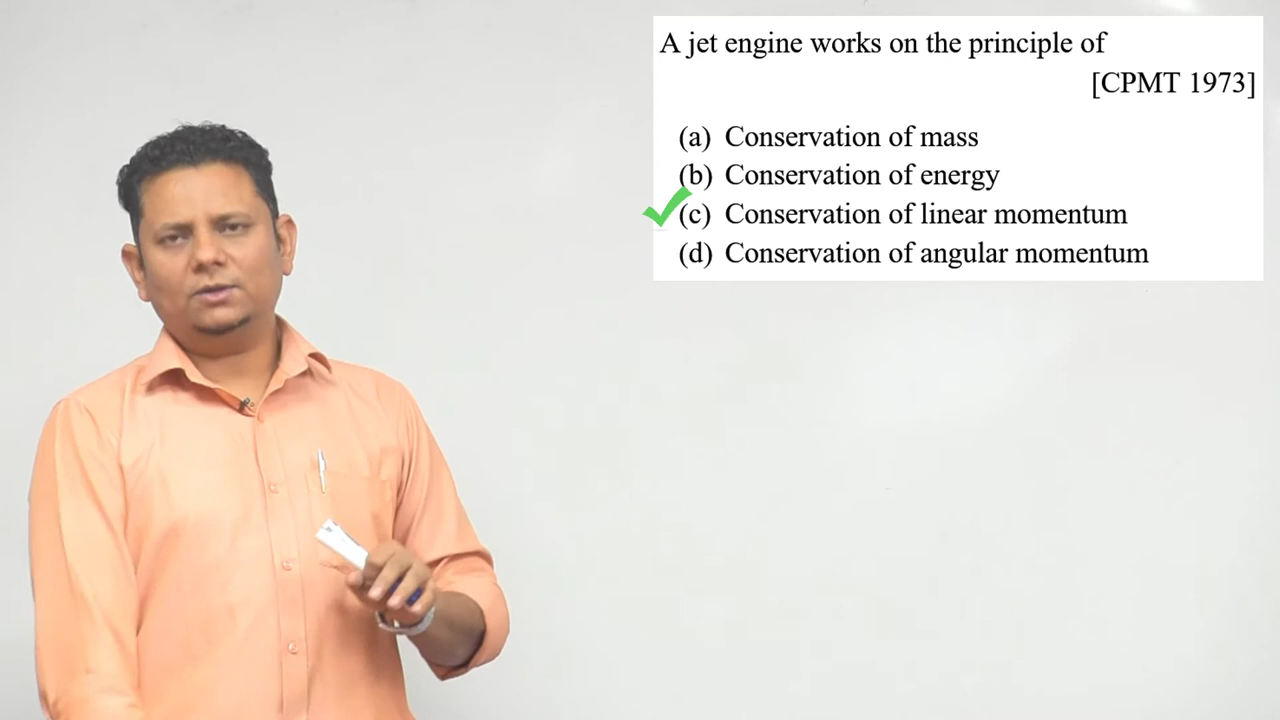 A jet engine works on the principle of
[CPMT 1973]
(a) Conservation of mass
(b) Conservation of energy
(c) Conservation of linear momentum
(d) Conservation of angular momentum